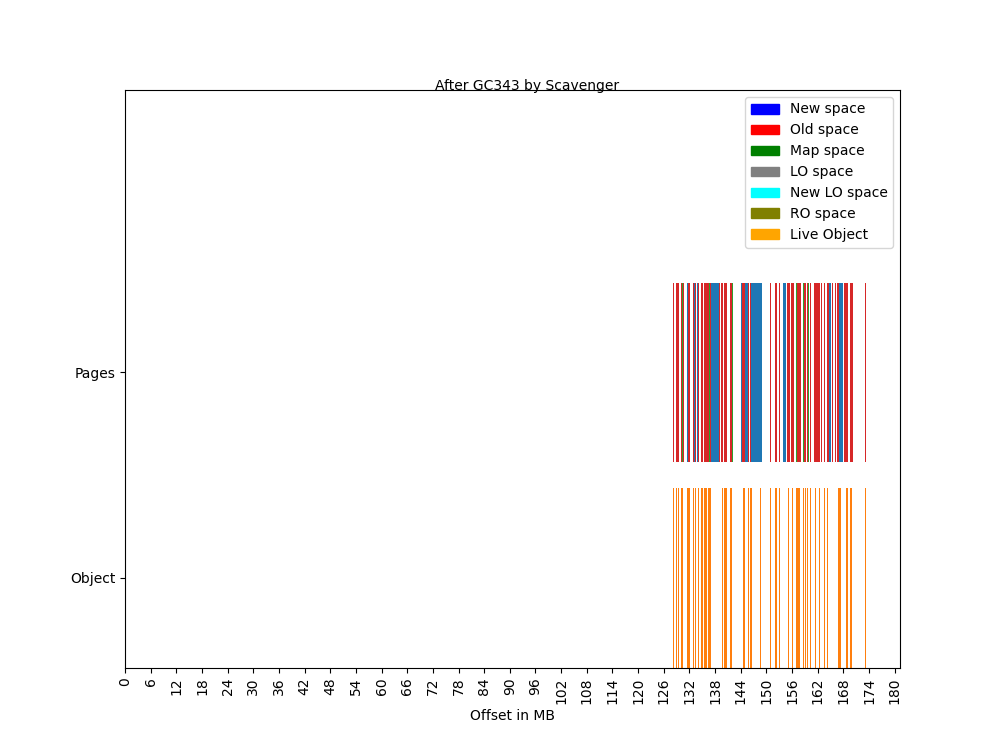 After GC343 by Scavenger
New space
Old space
Map space
LO space
New LO space
RO space
Live Object
Pages
Object
0 6 12 18 24 30 36 42 48 54 60 66 72 78 84 90 96 102 108 114 120 126 132 138 144 150 156 162 168 174 180
Offset in MB